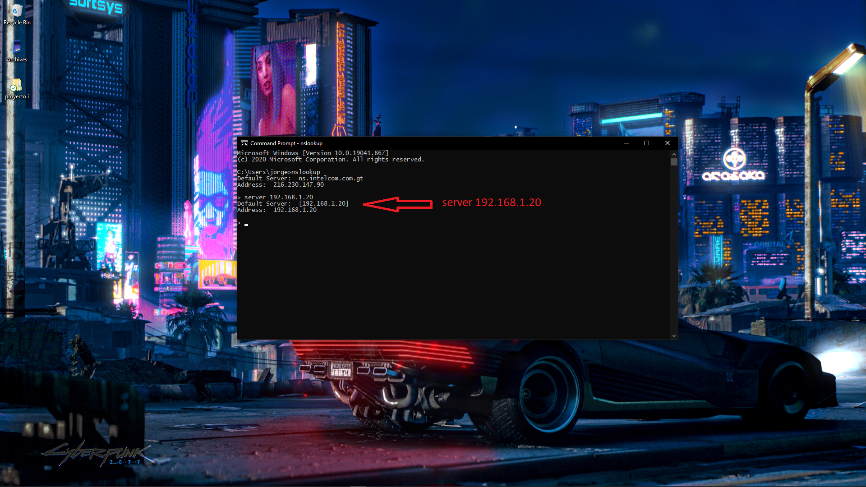 surtsys
Recycle Bin
Archives
proyecto i
Command Prompt - nslookup
Microsoft Windows [Version 10.0.19041.867]
(c) 2020 Microsoft Corporation. All rights reserved.
C:\Users\jorge>nslookup
Default Server:  ns.intelcom.com.gt
Address:  216.230.147.90
> server 192.168.1.20
Default Server:  [192.168.1.20]
Address:  192.168.1.20
>
server 192.168.1.20
arasaka
ORBITAL
CYBERPUNK
2077